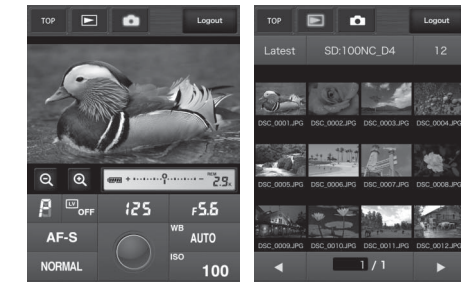 TOP Logout
[2.9]k
P LV OFF 125 F5.6
AF-S WB AUTO
NORMAL ISO 100
TOP Logout
Latest SD:100NC_D4 12
DSC_0001.JPG DSC_0002.JPG DSC_0003.JPG DSC_0004.JPG
DSC_0005.JPG DSC_0006.JPG DSC_0007.JPG DSC_0008.JPG
DSC_0009.JPG DSC_0010.JPG DSC_0011.JPG DSC_0012.JPG
1 / 1